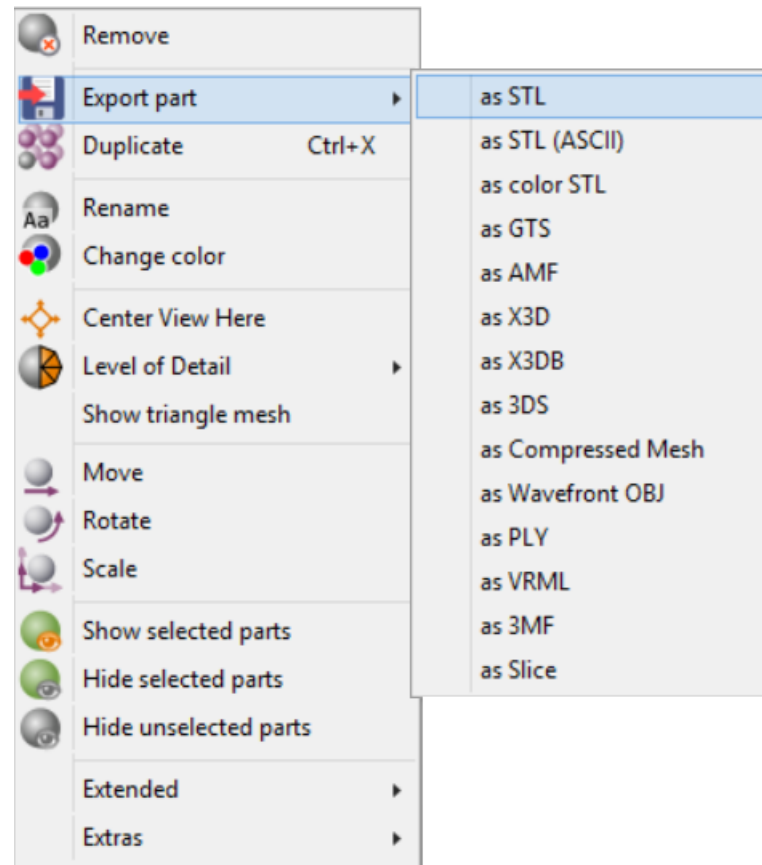 Remove
Export part
Duplicate Ctrl+X
Aa Rename
Change color
Center View Here
Level of Detail
Show triangle mesh
Move
Rotate
Scale
Show selected parts
Hide selected parts
Hide unselected parts
Extended
Extras
as STL
as STL (ASCII)
as color STL
as GTS
as AMF
as X3D
as X3DB
as 3DS
as Compressed Mesh
as Wavefront OBJ
as PLY
as VRML
as 3MF
as Slice